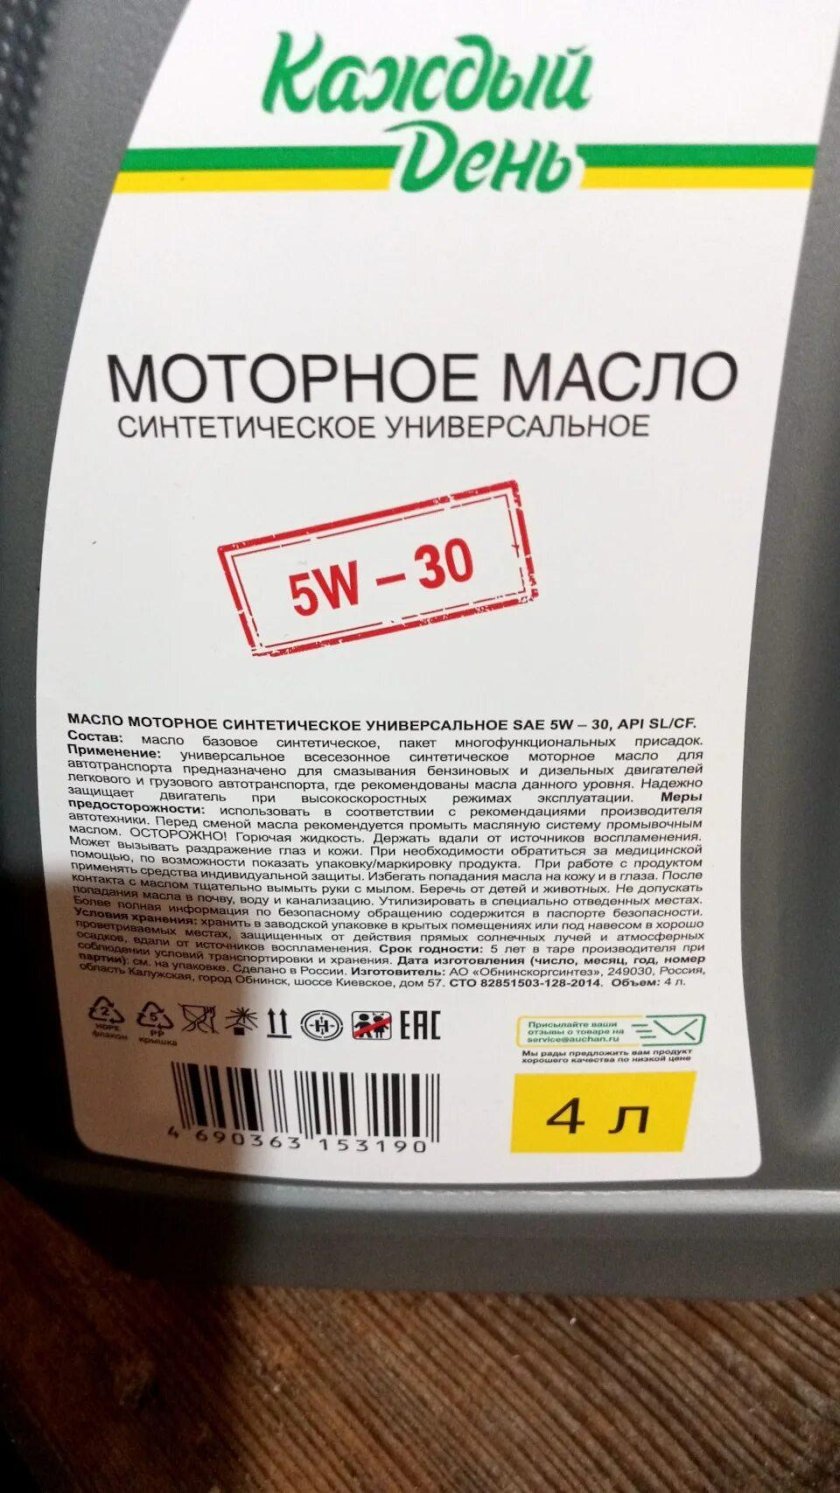 Каждый
День
МОТОРНОЕ МАСЛО
СИНТЕТИЧЕСКОЕ УНИВЕРСАЛЬНОЕ
5W – 30
МАСЛО МОТОРНОЕ СИНТЕТИЧЕСКОЕ УНИВЕРСАЛЬНОЕ SAE 5W – 30, API SL/CF.
Состав: масло базовое синтетическое, пакет многофункциональных присадок.
Применение: универсальное всесезонное синтетическое моторное масло для
автотранспорта предназначено для смазывания бензиновых и дизельных двигателей
легкового и грузового автотранспорта, где рекомендованы масла данного уровня. Надежно
защищает двигатель при высокоскоростных режимах эксплуатации. Меры
предосторожности: использовать в соответствии с рекомендациями производителя
автотехники. Перед сменой масла рекомендуется промыть масляную систему промывочным
маслом. ОСТОРОЖНО! Горючая жидкость. Держать вдали от источников воспламенения.
Может вызывать раздражение глаз и кожи. При необходимости обратиться за медицинской
помощью, по возможности показать упаковку/маркировку продукта. При работе с продуктом
применять средства индивидуальной защиты. Избегать попадания масла на кожу и в глаза. После
контакта с маслом тщательно вымыть руки с мылом. Беречь от детей и животных. Не допускать
попадания масла в почву, воду и канализацию. Утилизировать в специально отведенных местах.
Более полная информация по безопасному обращению содержится в паспорте безопасности.
Условия хранения: хранить в заводской упаковке в крытых помещениях или под навесом в хорошо
проветриваемых местах, защищенных от действия прямых солнечных лучей и атмосферных
осадков, вдали от источников воспламенения. Срок годности: 5 лет в таре производителя при
соблюдении условий транспортировки и хранения. Дата изготовления (число, месяц, год, номер
партии): см. на упаковке. Сделано в России. Изготовитель: АО «Обнинскоргсинтез», 249030, Россия,
область Калужская, город Обнинск, шоссе Киевское, дом 57. СТО 82851503-128-2014. Объем: 4 л.
2
HDPE
флакон
5
PP
крышка
EAC
Присылайте ваши
отзывы о товаре на
service@auchan.ru
Мы рады предложить вам продукт
хорошего качества по низкой цене
4 690363 153190
4 л